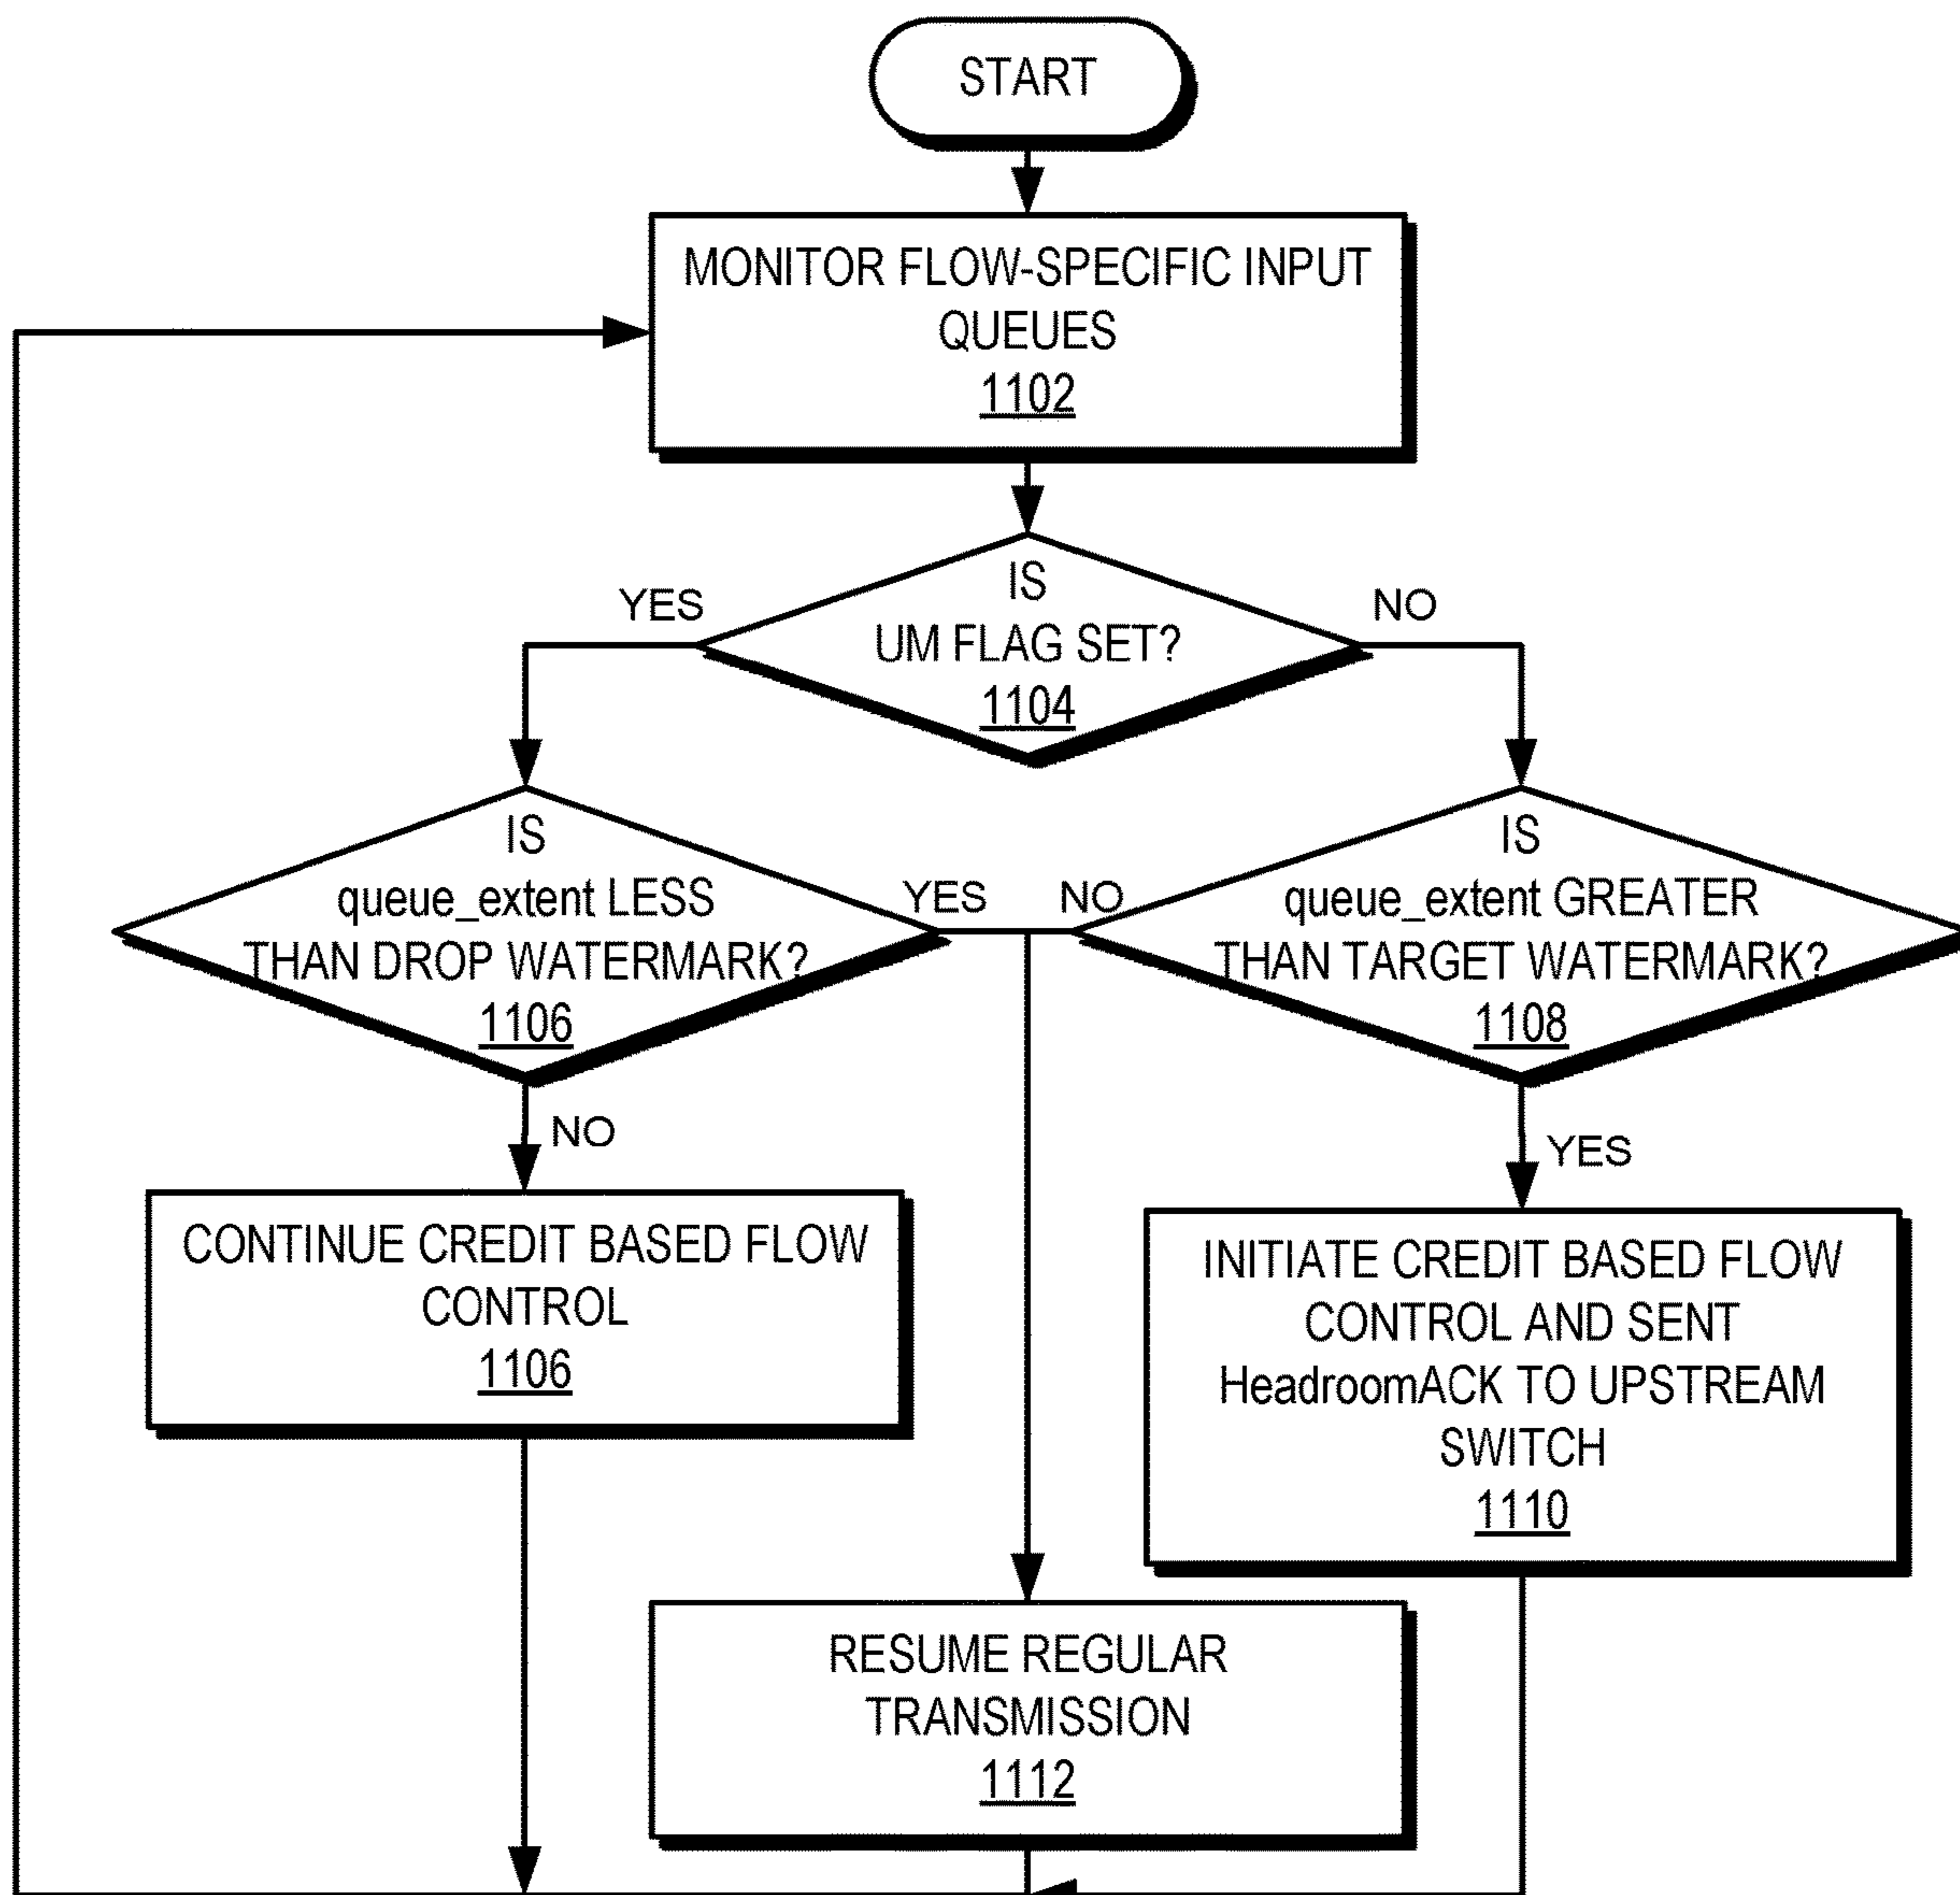 START
MONITOR FLOW-SPECIFIC INPUT
QUEUES
1102
IS
UM FLAG SET?
1104
YES
NO
IS
queue_extent LESS
THAN DROP WATERMARK?
1106
YES
NO
IS
queue_extent GREATER
THAN TARGET WATERMARK?
1108
NO
YES
CONTINUE CREDIT BASED FLOW
CONTROL
1106
INITIATE CREDIT BASED FLOW
CONTROL AND SENT
HeadroomACK TO UPSTREAM
SWITCH
1110
RESUME REGULAR
TRANSMISSION
1112